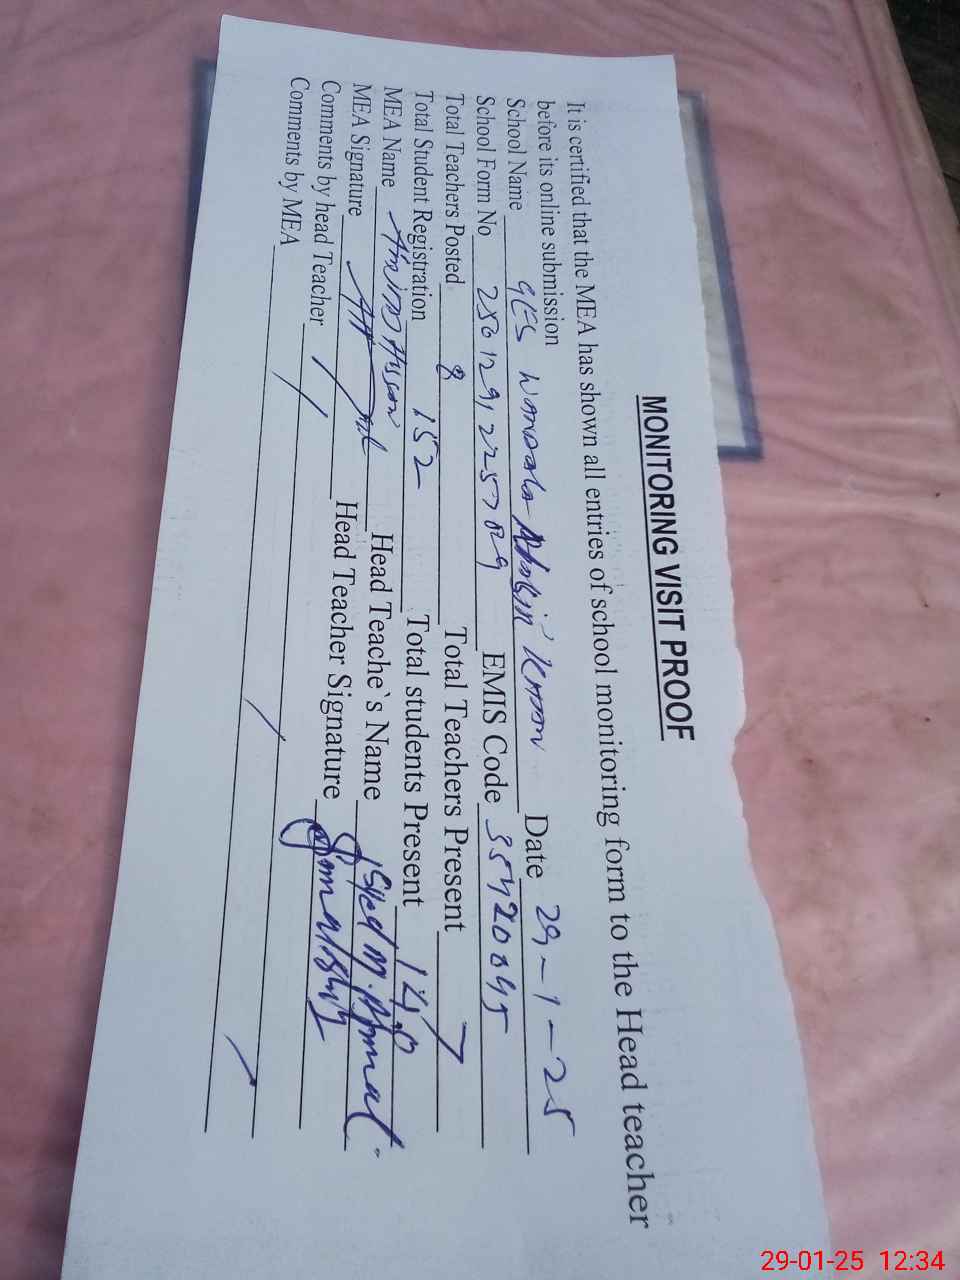 MONITORING VISIT PROOF
It is certified that the MEA has shown all entries of school monitoring form to the Head teacher
before its online submission
School Name GES Date 29-1-25
School Form No EMIS Code 35420045
Total Teachers Posted 8 Total Teachers Present 7
Total Student Registration 152 Total students Present 140
MEA Name Head Teache`s Name Syed M.
MEA Signature Head Teacher Signature
Comments by head Teacher
Comments by MEA
29-01-25 12:34